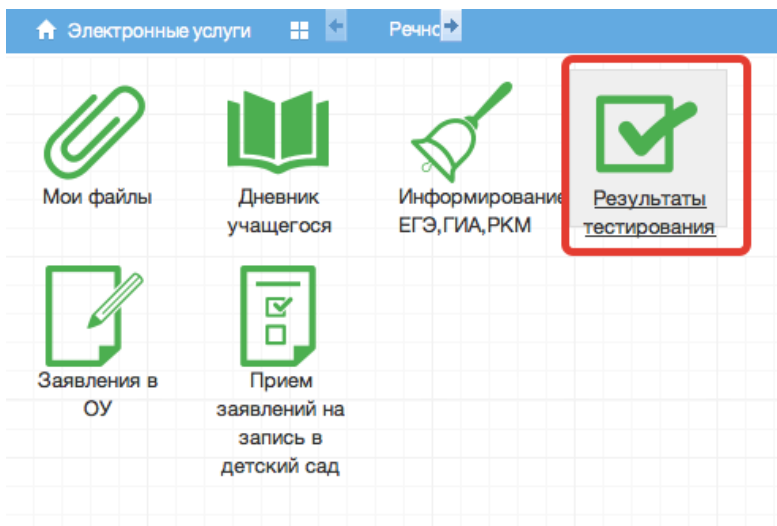 Электронные услуги
Речно
Мои файлы
Дневник
учащегося
Информирование
ЕГЭ,ГИА,РКМ
Результаты
тестирования
Заявления в
ОУ
Прием
заявлений на
запись в
детский сад